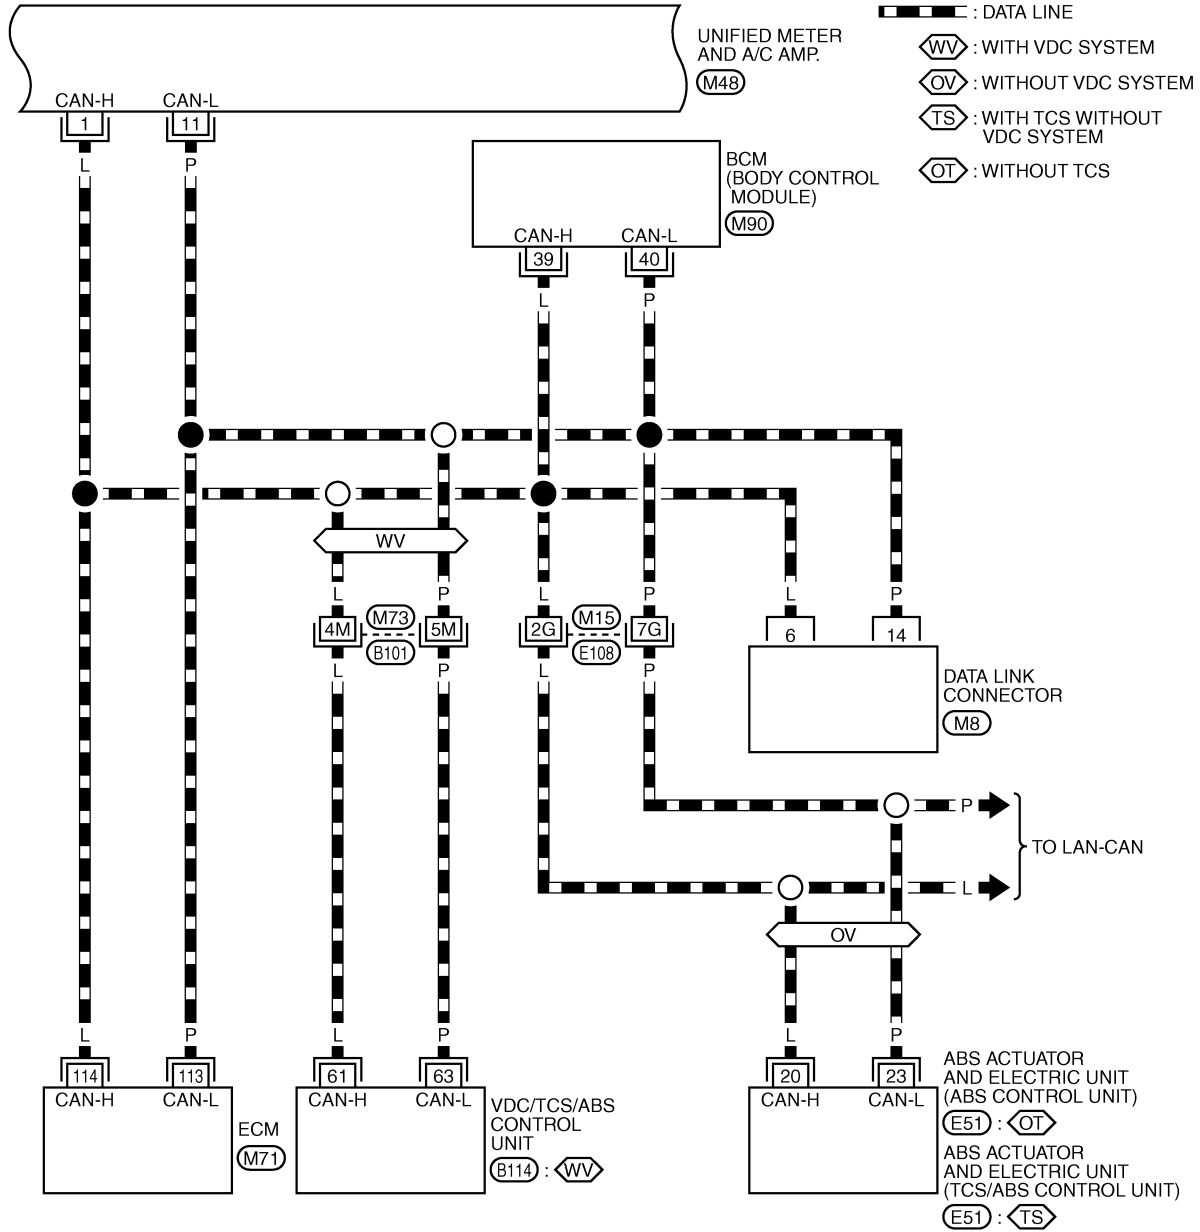 : DATA LINE
WV : WITH VDC SYSTEM
OV : WITHOUT VDC SYSTEM
TS : WITH TCS WITHOUT
VDC SYSTEM
OT : WITHOUT TCS
UNIFIED METER
AND A/C AMP.
M48
CAN-H CAN-L
1 11
L P
BCM
(BODY CONTROL
MODULE)
M90
CAN-H CAN-L
39 40
L P
WV
L P L P L P
4M M73 5M 2G M15 7G 6 14
B101 E108
L P L P
DATA LINK
CONNECTOR
M8
P
TO LAN-CAN
L
OV
L P L P L P
114 113 61 63 20 23
CAN-H CAN-L CAN-H CAN-L CAN-H CAN-L
ECM
M71
VDC/TCS/ABS
CONTROL
UNIT
B114 : WV
ABS ACTUATOR
AND ELECTRIC UNIT
(ABS CONTROL UNIT)
E51 : OT
ABS ACTUATOR
AND ELECTRIC UNIT
(TCS/ABS CONTROL UNIT)
E51 : TS